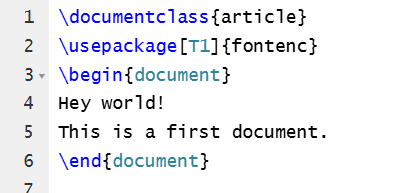 1 \documentclass{article}
2 \usepackage[T1]{fontenc}
3 \begin{document}
4 Hey world!
5 This is a first document.
6 \end{document}
7